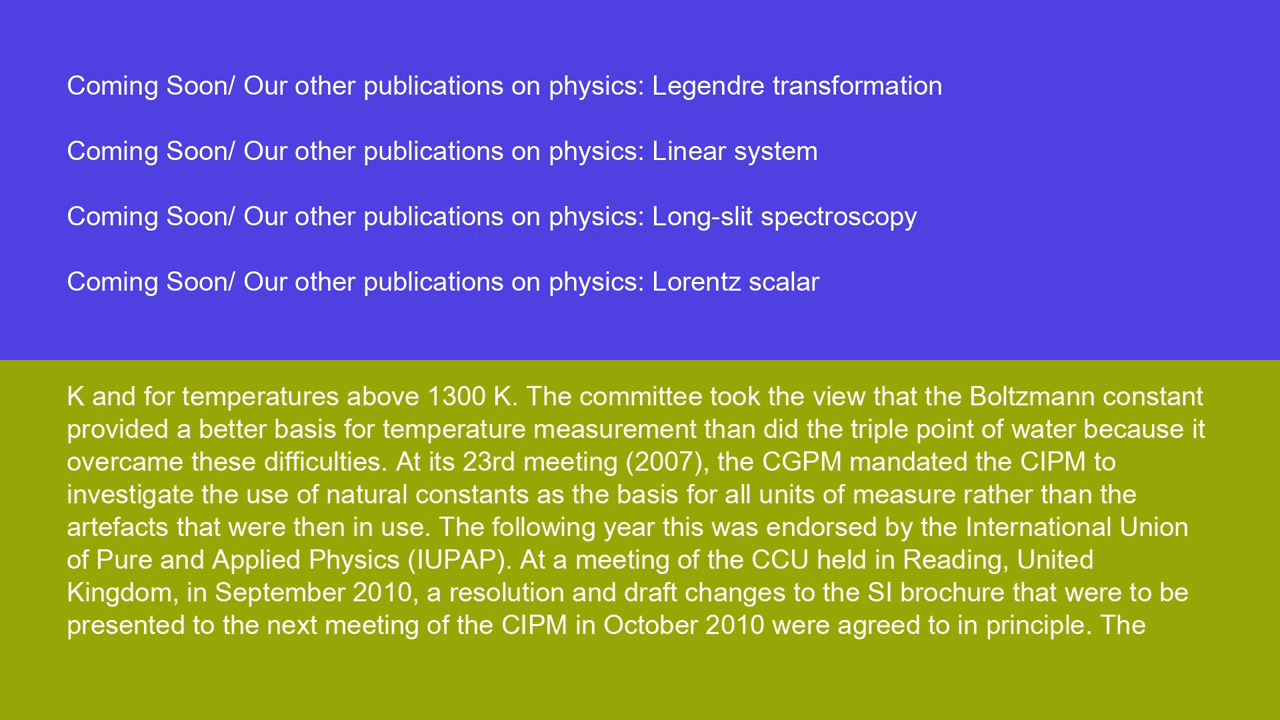 Coming Soon/ Our other publications on physics: Legendre transformation
Coming Soon/ Our other publications on physics: Linear system
Coming Soon/ Our other publications on physics: Long-slit spectroscopy
Coming Soon/ Our other publications on physics: Lorentz scalar
K and for temperatures above 1300 K. The committee took the view that the Boltzmann constant
provided a better basis for temperature measurement than did the triple point of water because it
overcame these difficulties. At its 23rd meeting (2007), the CGPM mandated the CIPM to
investigate the use of natural constants as the basis for all units of measure rather than the
artefacts that were then in use. The following year this was endorsed by the International Union
of Pure and Applied Physics (IUPAP). At a meeting of the CCU held in Reading, United
Kingdom, in September 2010, a resolution and draft changes to the SI brochure that were to be
presented to the next meeting of the CIPM in October 2010 were agreed to in principle. The